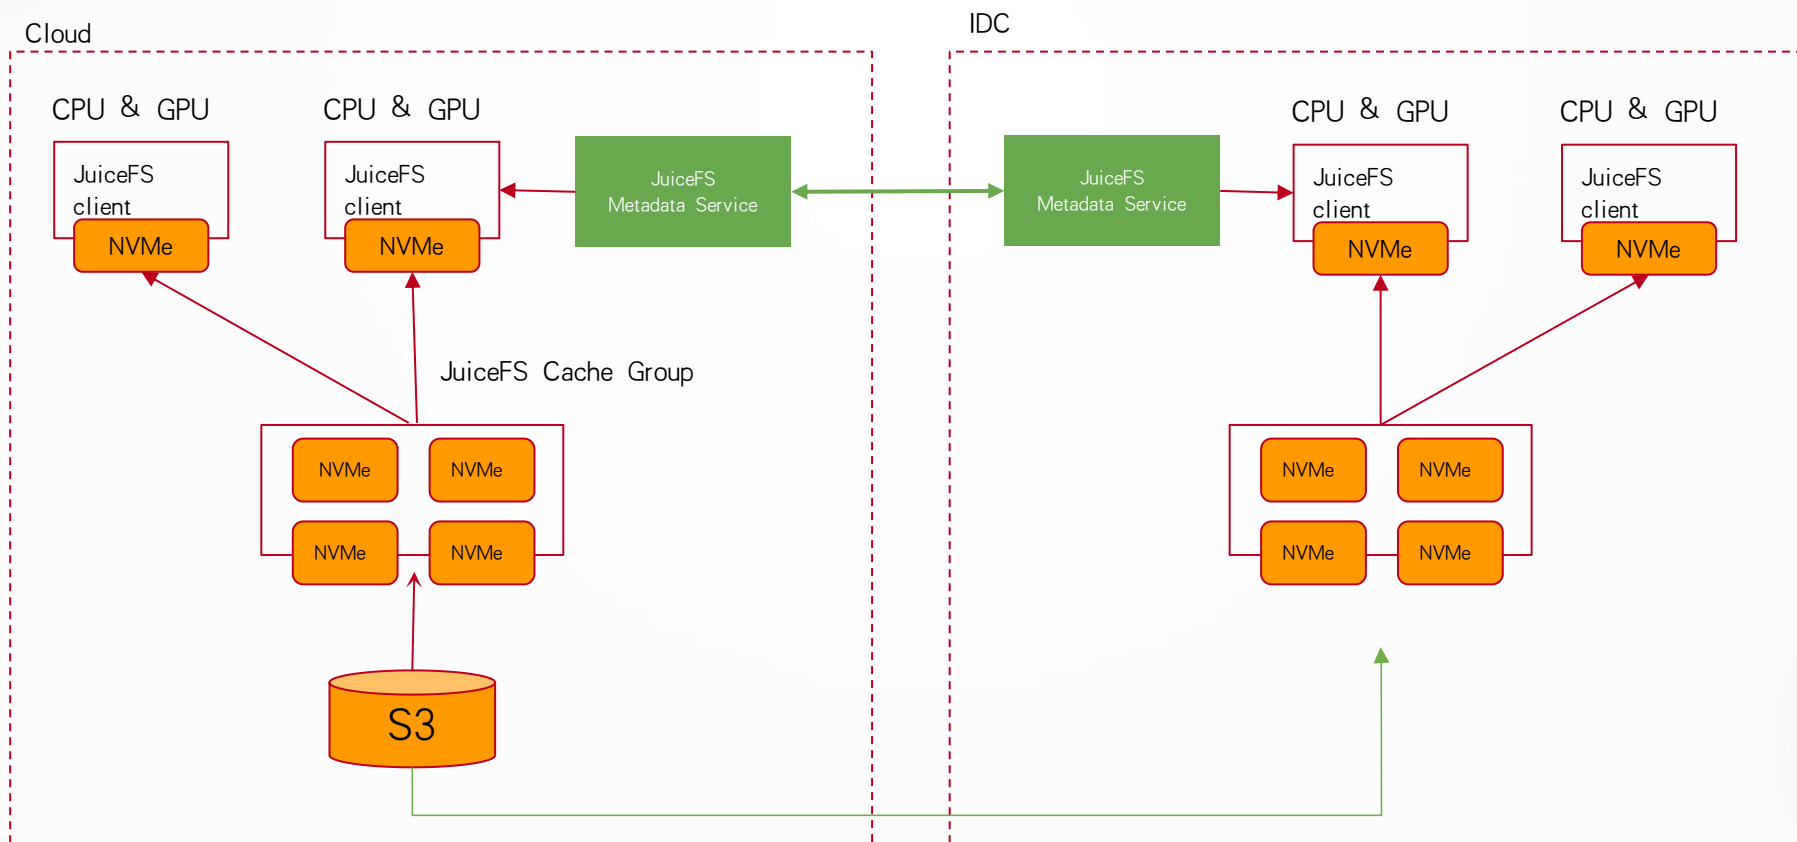 Cloud
IDC
CPU & GPU
CPU & GPU
CPU & GPU
CPU & GPU
JuiceFS
client
NVMe
JuiceFS
client
NVMe
JuiceFS
Metadata Service
JuiceFS
Metadata Service
JuiceFS
client
NVMe
JuiceFS
client
NVMe
JuiceFS Cache Group
NVMe
NVMe
NVMe
NVMe
NVMe
NVMe
NVMe
NVMe
S3